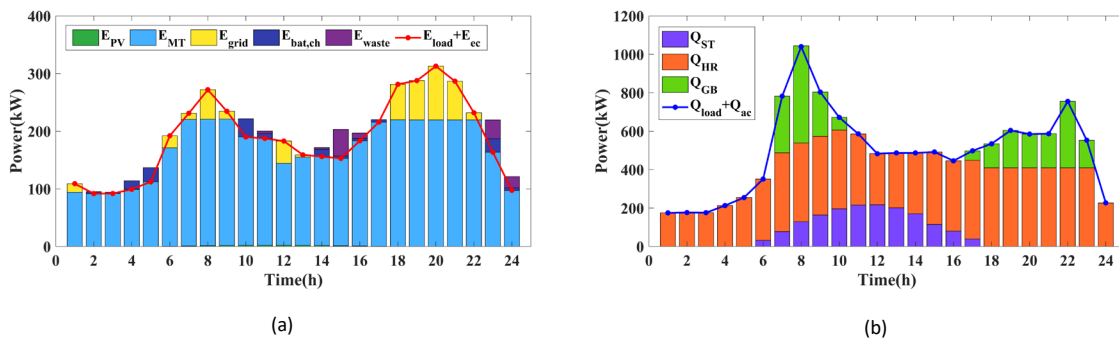 400
300
200
100
0
Power(kW)
E_PV E_MT E_grid E_bat,ch E_waste E_load+E_ec
0 2 4 6 8 10 12 14 16 18 20 22 24
Time(h)
(a)
1200
1000
800
600
400
200
0
Power(kW)
Q_ST
Q_HR
Q_GB
Q_load+Q_ac
0 2 4 6 8 10 12 14 16 18 20 22 24
Time(h)
(b)